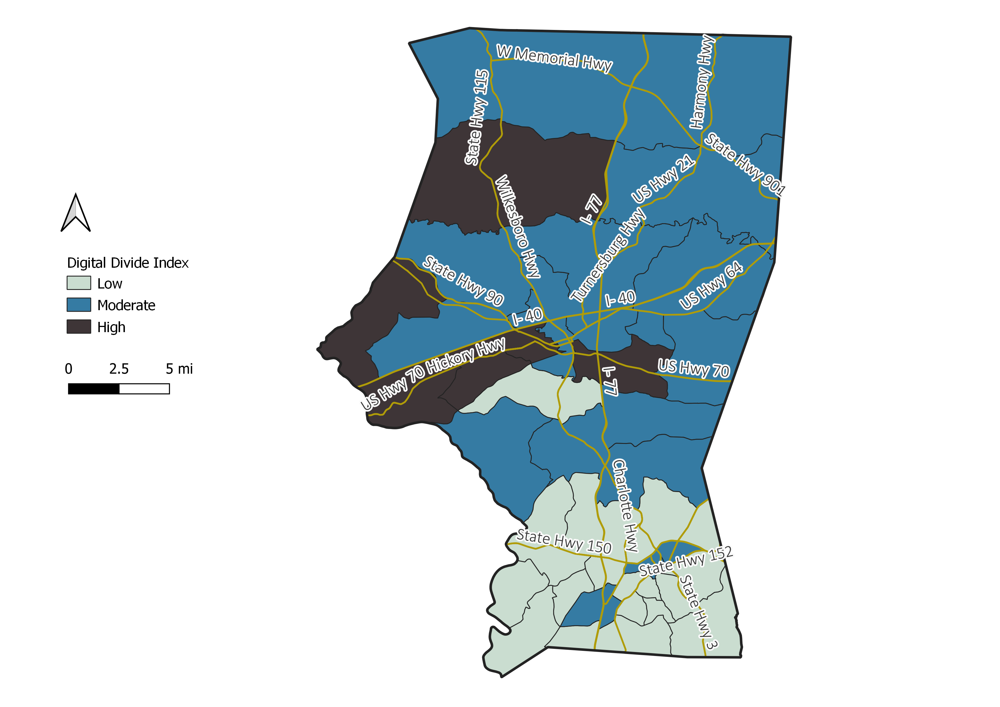 W Memorial Hwy
Harmony Hwy
State Hwy 115
State Hwy 901
US Hwy 21
Wilkesboro Hwy
I- 77
Turnersburg Hwy
State Hwy 90
US Hwy 64
I- 40
I- 40
Digital Divide Index
Low
Moderate
High
US Hwy 70 Hickory Hwy
US Hwy 70
I- 77
0 2.5 5 mi
Charlotte Hwy
State Hwy 150
State Hwy 152
State Hwy 3